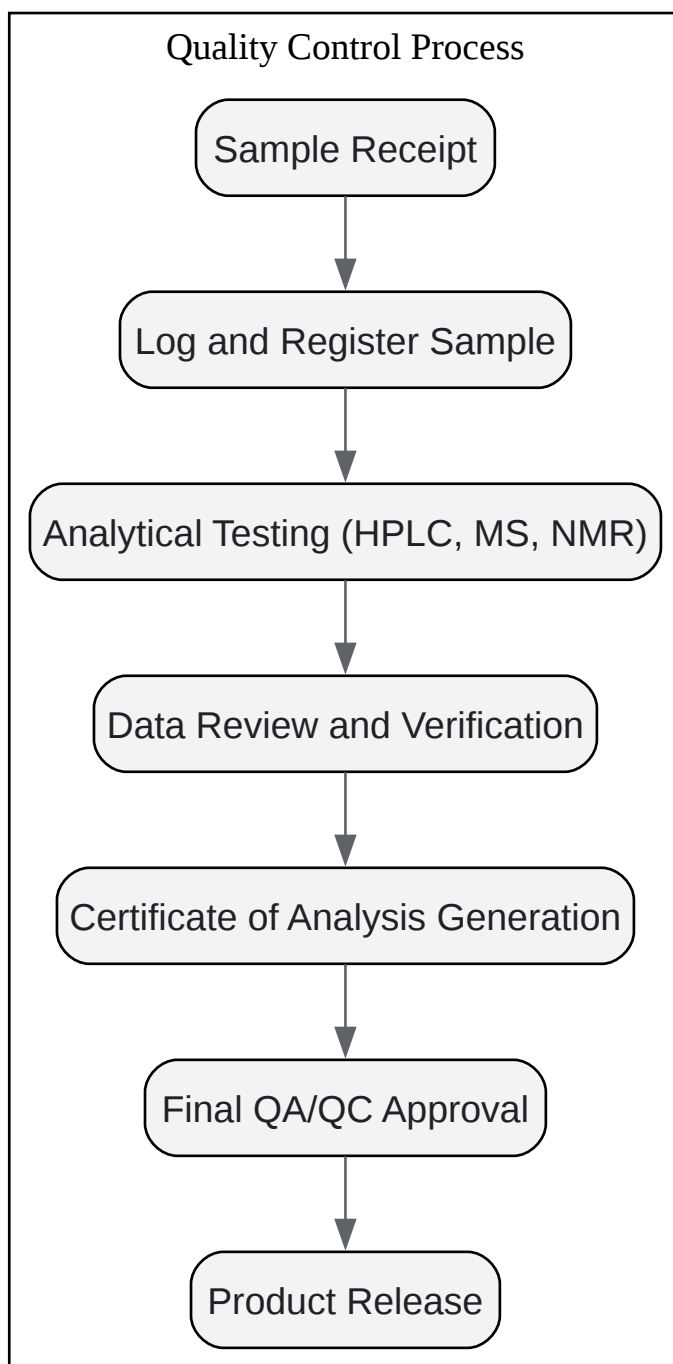 Quality Control Process
Sample Receipt
Log and Register Sample
Analytical Testing (HPLC, MS, NMR)
Data Review and Verification
Certificate of Analysis Generation
Final QA/QC Approval
Product Release